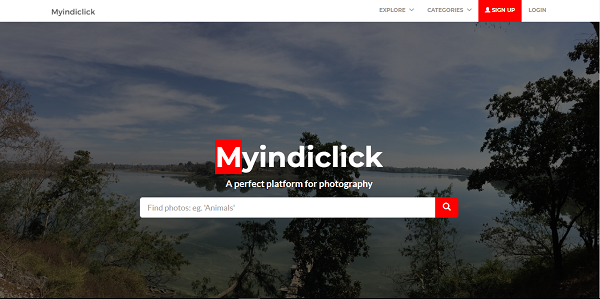 Myindiclick EXPLORE CATEGORIES SIGN UP LOGIN
Myindiclick
A perfect platform for photography
Find photos: eg. 'Animals'